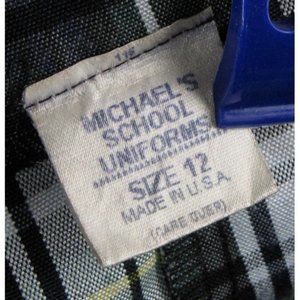 MICHAEL'S
SCHOOL
UNIFORMS
SIZE 12
MADE IN U.S.A.
(CARE OVER)